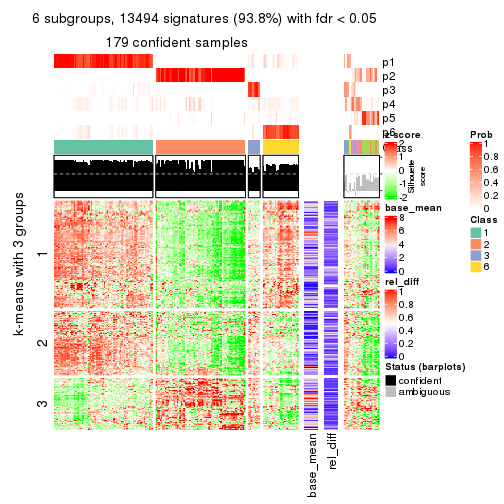 6 subgroups, 13494 signatures (93.8%) with fdr < 0.05
179 confident samples
p1
p2
p3
p4
p5
p6
Class
Silhouette
score
k-means with 3 groups
1
2
3
base_mean
rel_diff
z-score
2
1
0
-1
-2
base_mean
8
6
4
2
0
rel_diff
1
0.8
0.6
0.4
0.2
0
Status (barplots)
confident
ambiguous
Prob
1
0.8
0.6
0.4
0.2
0
Class
1
2
3
6